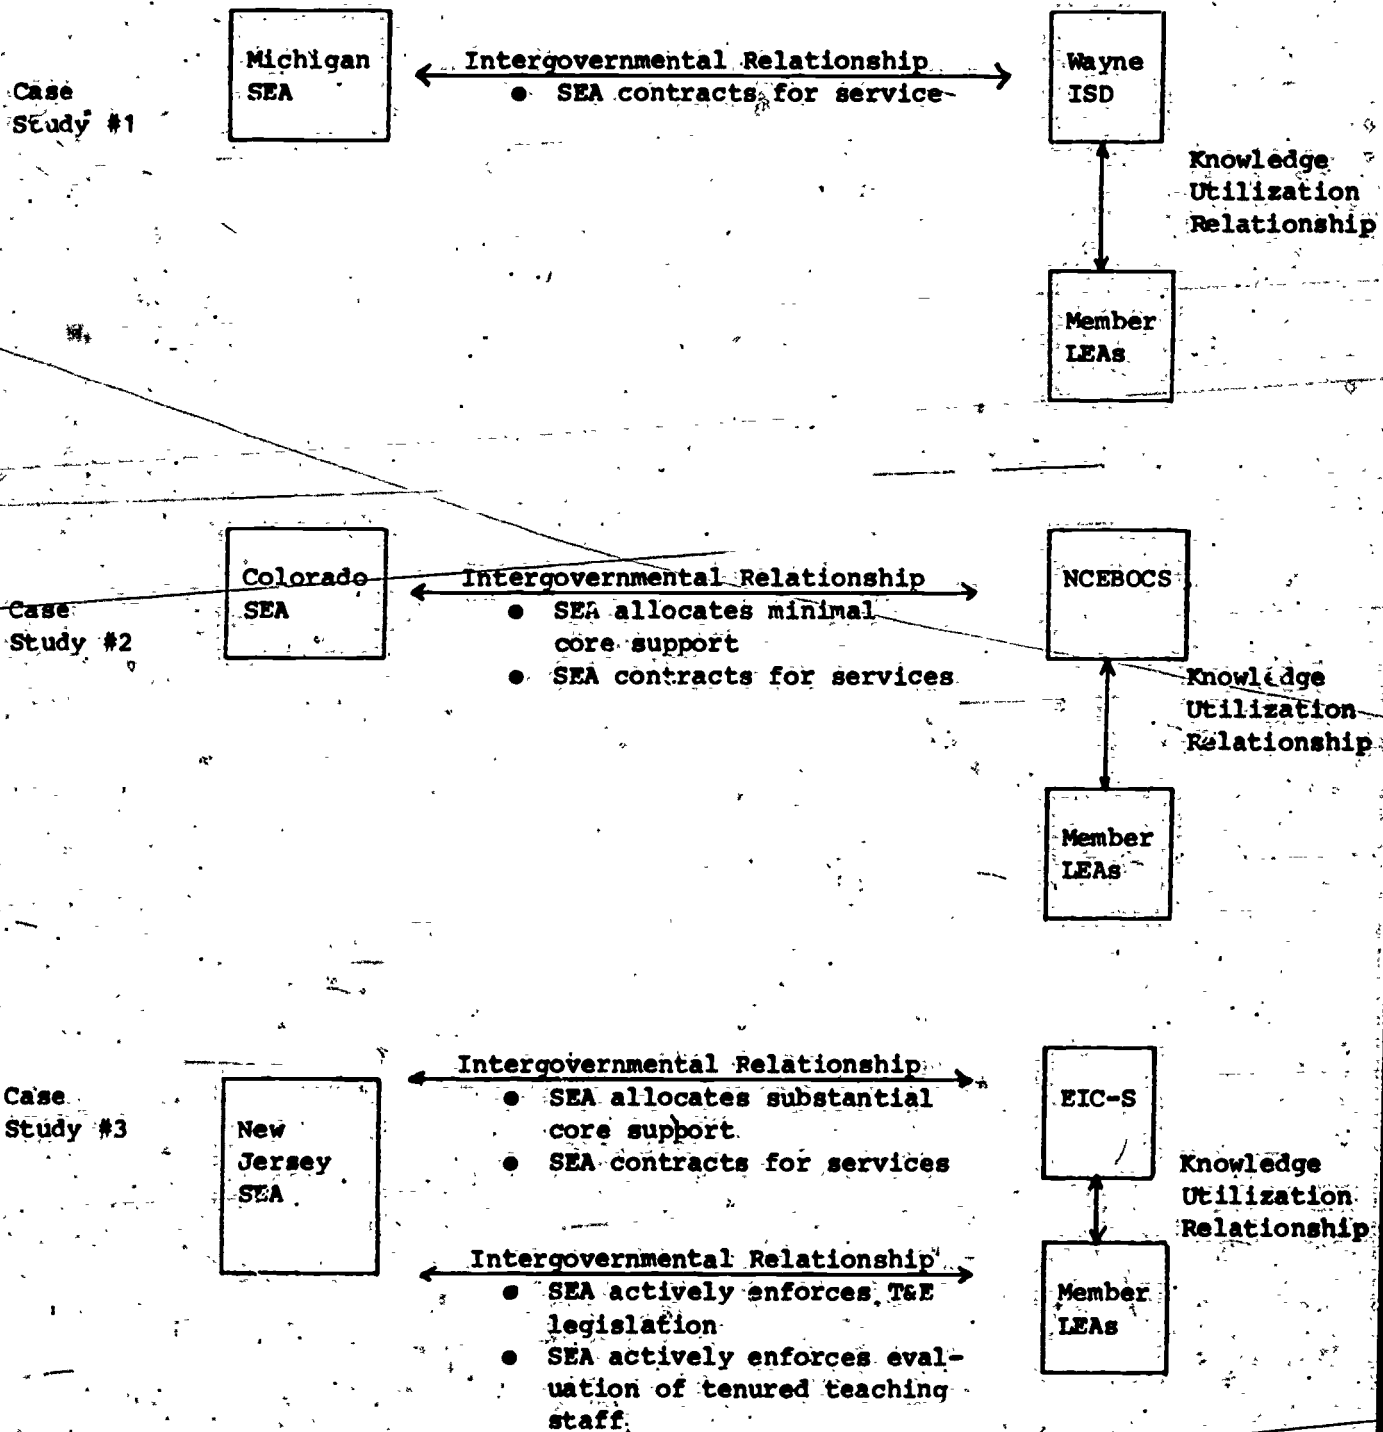 Case
Study #1
Michigan
SEA
Intergovernmental Relationship
● SEA contracts for service
Wayne
ISD
Knowledge
Utilization
Relationship
Member
LEAs
Case
Study #2
Colorado
SEA
Intergovernmental Relationship
● SEA allocates minimal
core support
● SEA contracts for services
NCEBOCS
Knowledge
Utilization
Relationship
Member
LEAs
Case
Study #3
New
Jersey
SEA
Intergovernmental Relationship
● SEA allocates substantial
core support
● SEA contracts for services
EIC-S
Knowledge
Utilization
Relationship
Intergovernmental Relationship
● SEA actively enforces T&E
legislation
● SEA actively enforces eval-
uation of tenured teaching
staff
Member
LEAs